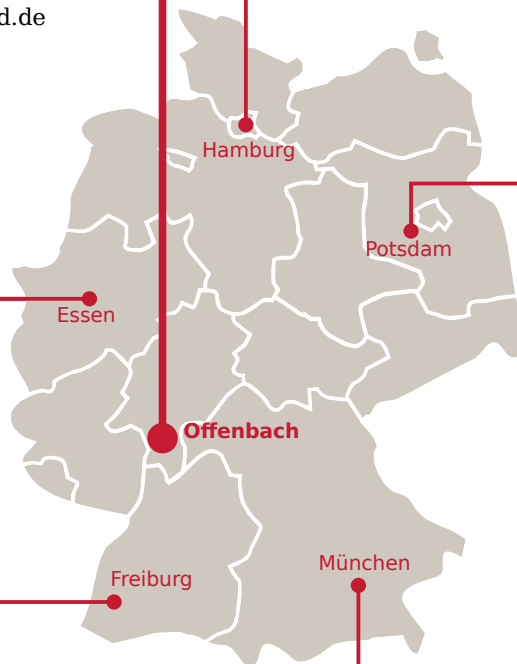 d.de
Hamburg
Potsdam
Essen
Offenbach
München
Freiburg